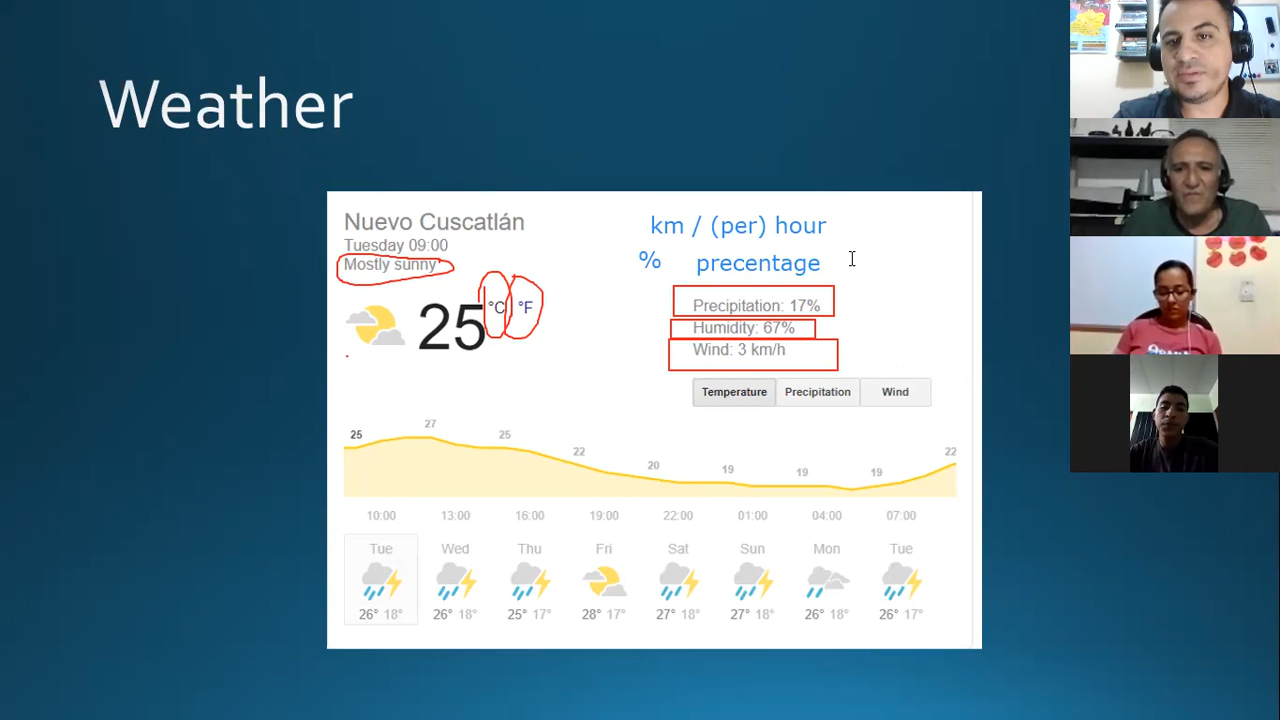 Weather
Nuevo Cuscatlán
Tuesday 09:00
Mostly sunny
25 °C °F
km / (per) hour
% precentage
Precipitation: 17%
Humidity: 67%
Wind: 3 km/h
Temperature Precipitation Wind
25 27 25 22 20 19 19 19 22
10:00 13:00 16:00 19:00 22:00 01:00 04:00 07:00
Tue Wed Thu Fri Sat Sun Mon Tue
26° 18° 26° 18° 25° 17° 28° 17° 27° 18° 27° 18° 26° 18° 26° 17°